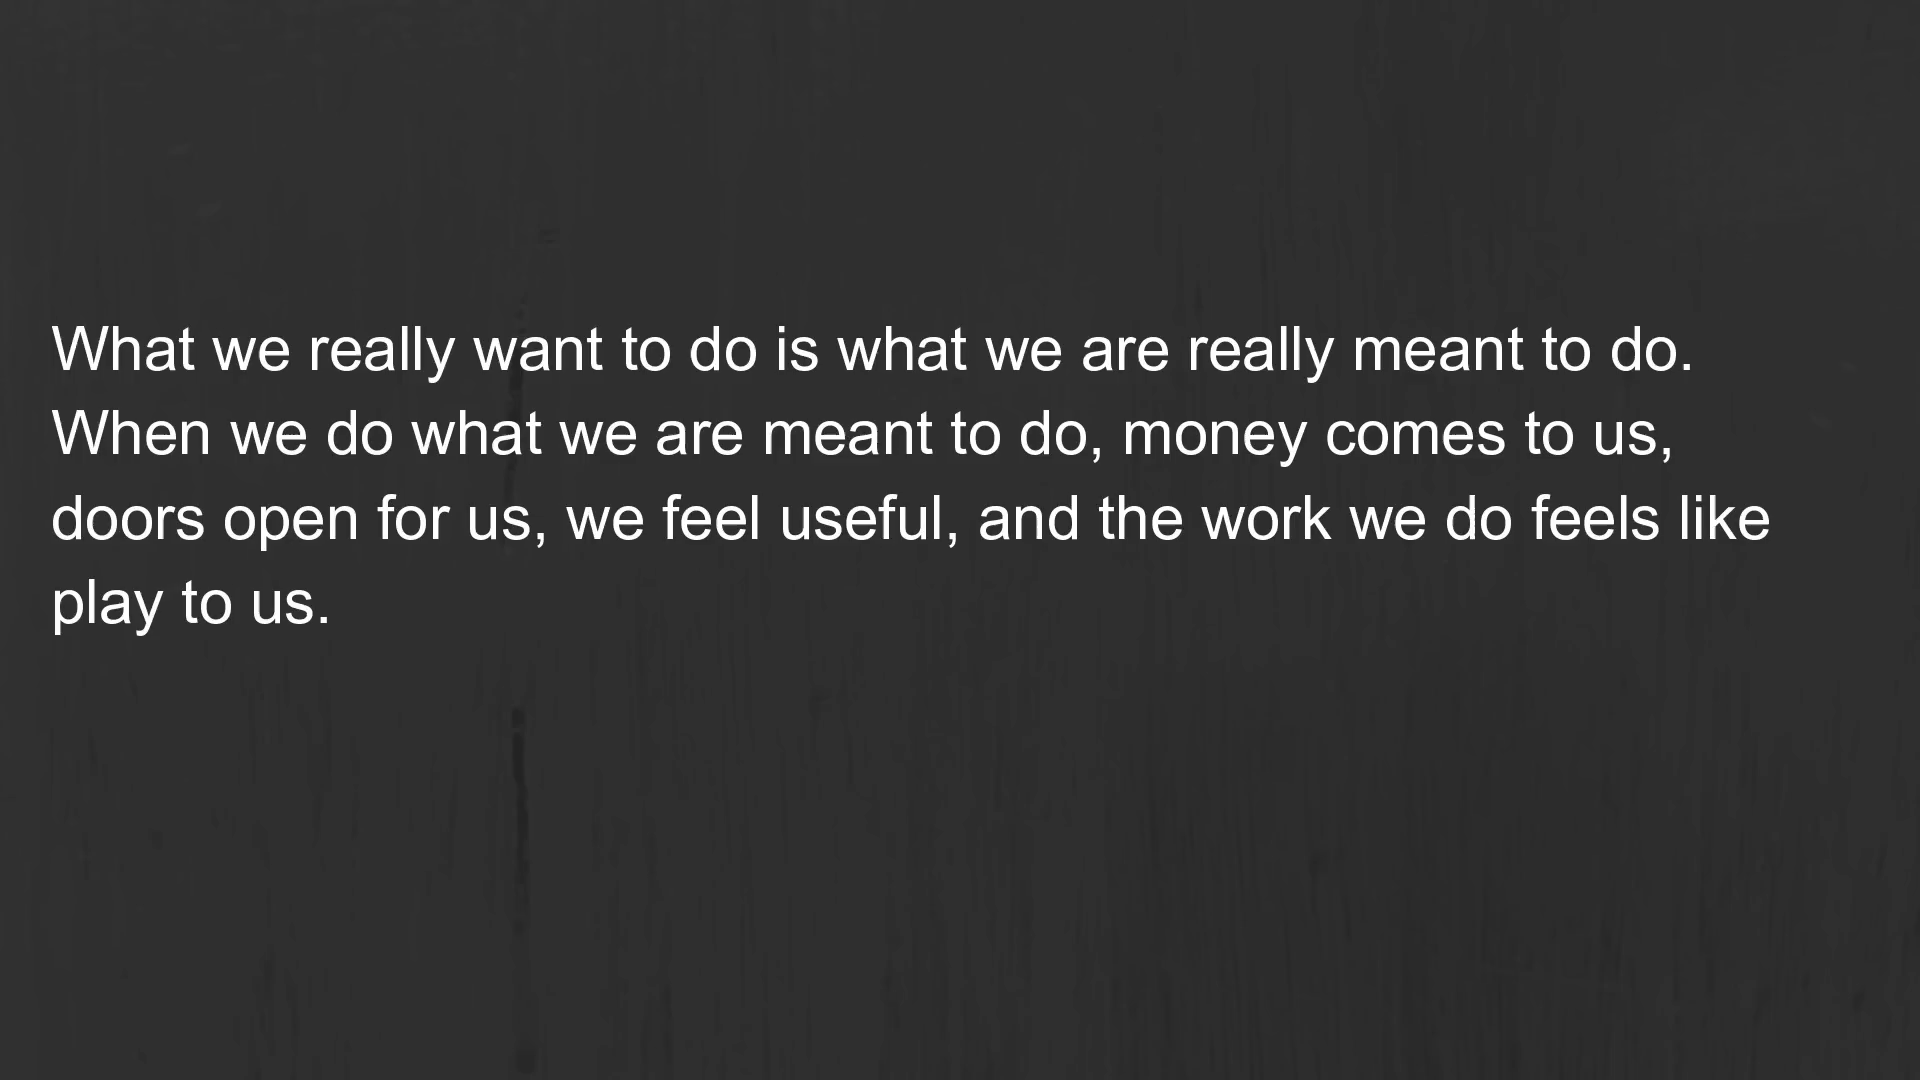 What we really want to do is what we are really meant to do.
When we do what we are meant to do, money comes to us,
doors open for us, we feel useful, and the work we do feels like
play to us.